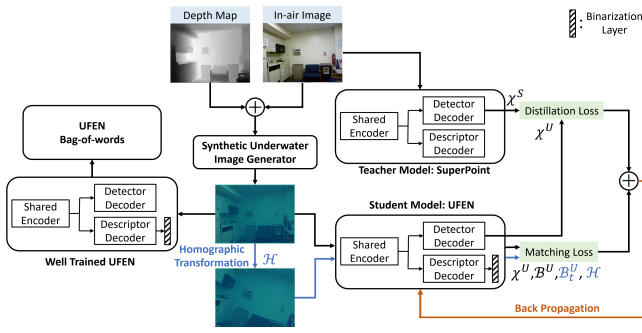 Depth Map
In-air Image
: Binarization
Layer
UFEN
Bag-of-words
Synthetic Underwater
Image Generator
Shared
Encoder
Detector
Decoder
Descriptor
Decoder
Teacher Model: SuperPoint
χ^S
Distillation Loss
χ^U
Shared
Encoder
Detector
Decoder
Descriptor
Decoder
Well Trained UFEN
Homographic
Transformation
ℋ
Student Model: UFEN
Shared
Encoder
Detector
Decoder
Descriptor
Decoder
Matching Loss
χ^U, ℬ^U, ℬ_t^U, ℋ
Back Propagation